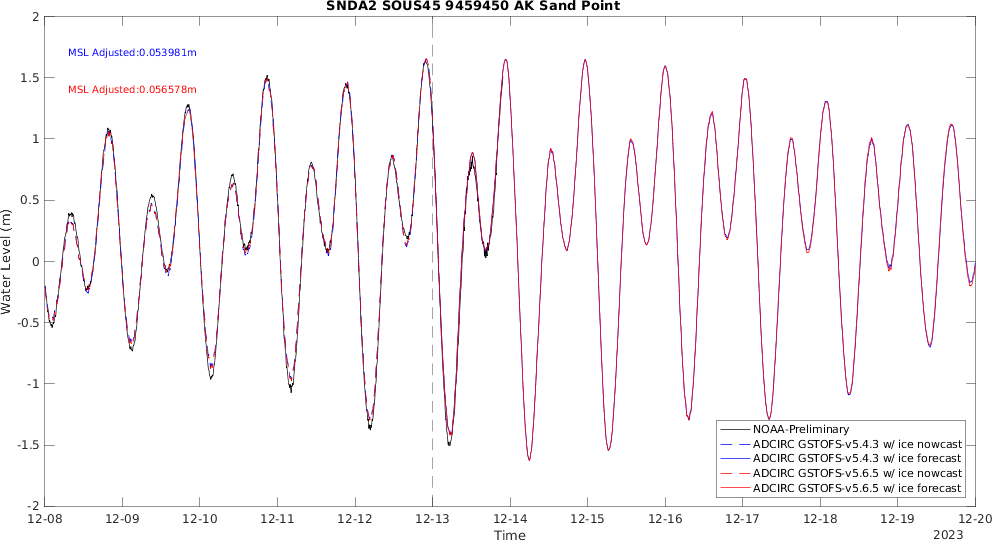 SNDA2 SOUS45 9459450 AK Sand Point
MSL Adjusted:0.053981m
MSL Adjusted:0.056578m
Water Level (m)
2
1.5
1
0.5
0
-0.5
-1
-1.5
-2
NOAA-Preliminary
ADCIRC GSTOFS-v5.4.3 w/ ice nowcast
ADCIRC GSTOFS-v5.4.3 w/ ice forecast
ADCIRC GSTOFS-v5.6.5 w/ ice nowcast
ADCIRC GSTOFS-v5.6.5 w/ ice forecast
12-08 12-09 12-10 12-11 12-12 12-13 12-14 12-15 12-16 12-17 12-18 12-19 12-20
Time
2023